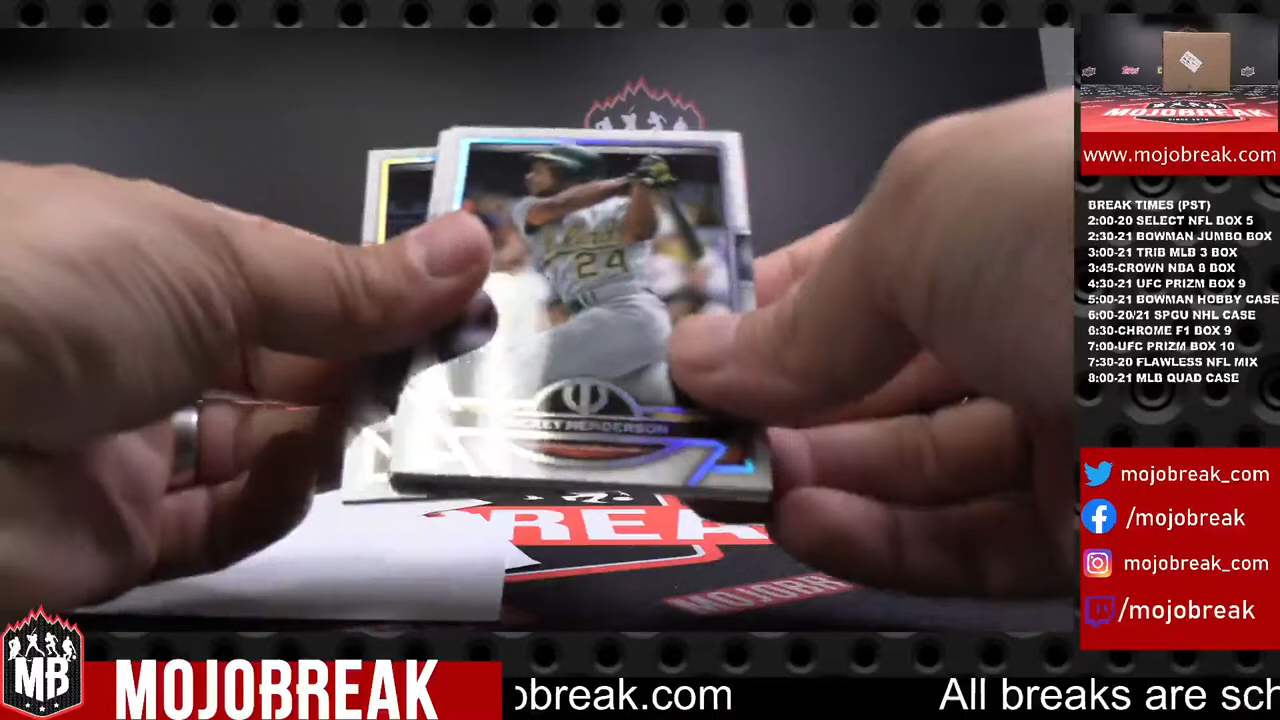 24
KEY HENDERSON
REA
MOJOBR
MOJOBREAK
www.mojobreak.com
BREAK TIMES (PST)
2:00-20 SELECT NFL BOX 5
2:30-21 BOWMAN JUMBO BOX
3:00-21 TRIB MLB 3 BOX
3:45-CROWN NBA 8 BOX
4:30-21 UFC PRIZM BOX 9
5:00-21 BOWMAN HOBBY CASE
6:00-20/21 SPGU NHL CASE
6:30-CHROME F1 BOX 9
7:00-UFC PRIZM BOX 10
7:30-20 FLAWLESS NFL MIX
8:00-21 MLB QUAD CASE
mojobreak_com
/mojobreak
mojobreak_com
/mojobreak
MB
MOJOBREAK
obreak.com
All breaks are sch